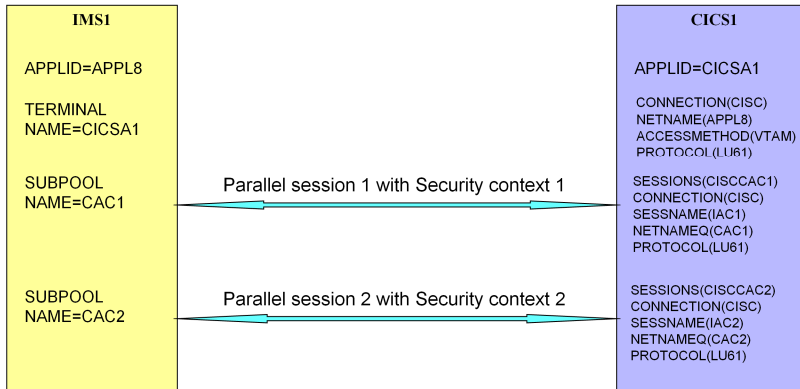 IMS1
APPLID=APPL8
TERMINAL
NAME=CICSA1
SUBPOOL
NAME=CAC1
SUBPOOL
NAME=CAC2
Parallel session 1 with Security context 1
Parallel session 2 with Security context 2
CICS1
APPLID=CICSA1
CONNECTION(CISC)
NETNAME(APPL8)
ACCESSMETHOD(VTAM)
PROTOCOL(LU61)
SESSIONS(CISCCAC1)
CONNECTION(CISC)
SESSNAME(IAC1)
NETNAMEQ(CAC1)
PROTOCOL(LU61)
SESSIONS(CISCCAC2)
CONNECTION(CISC)
SESSNAME(IAC2)
NETNAMEQ(CAC2)
PROTOCOL(LU61)